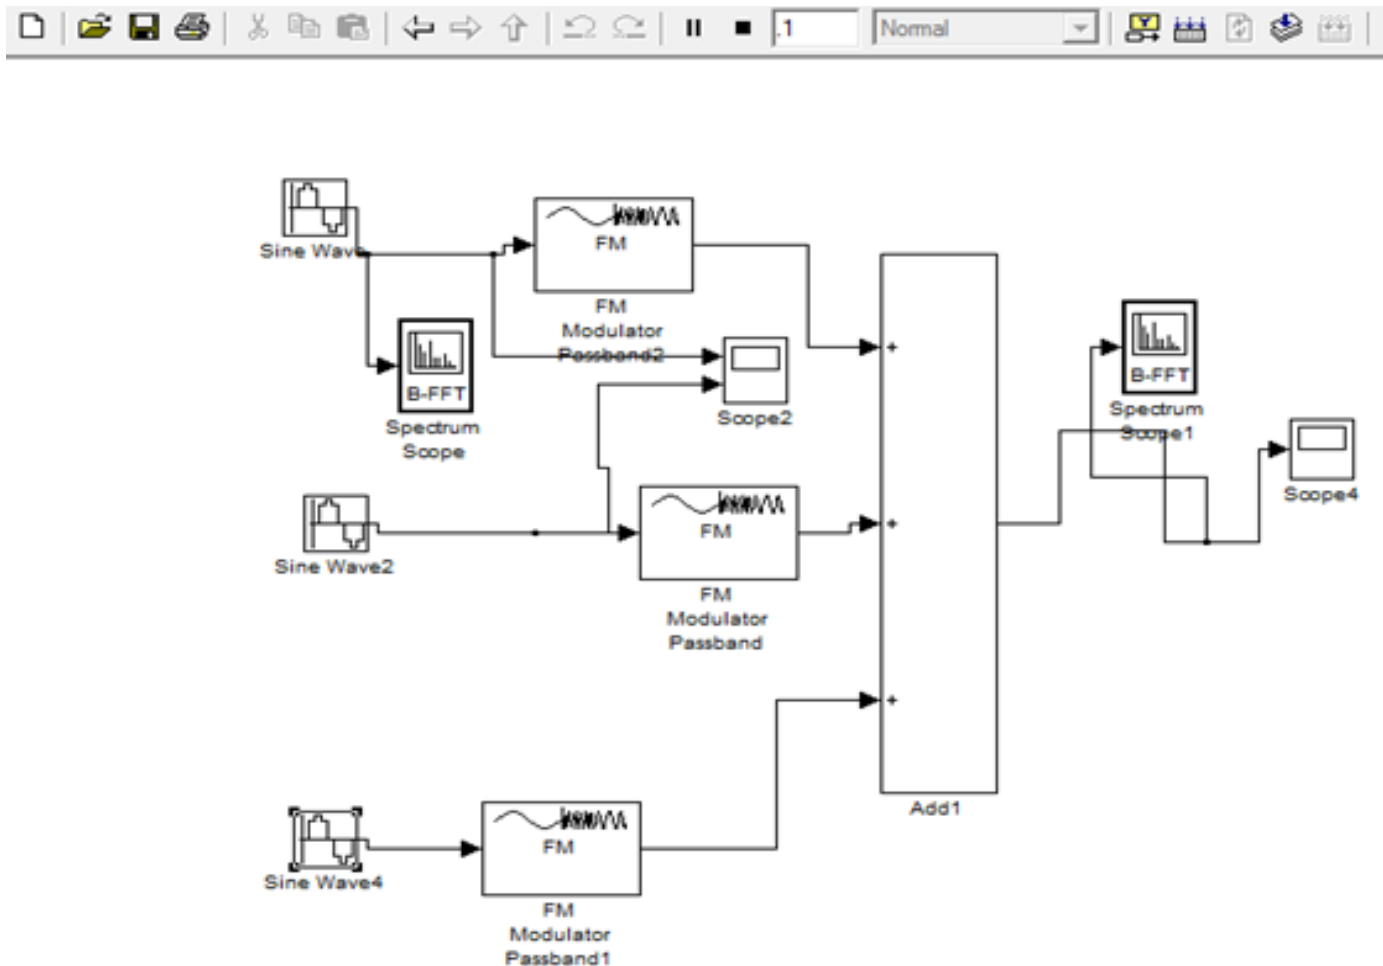 .1
Normal
Sine Wave
FM
FM
Modulator
Passband2
B-FFT
Spectrum
Scope
Scope2
+
B-FFT
Spectrum
Scope1
Scope4
Sine Wave2
FM
FM
Modulator
Passband
+
+
Add1
Sine Wave4
FM
FM
Modulator
Passband1